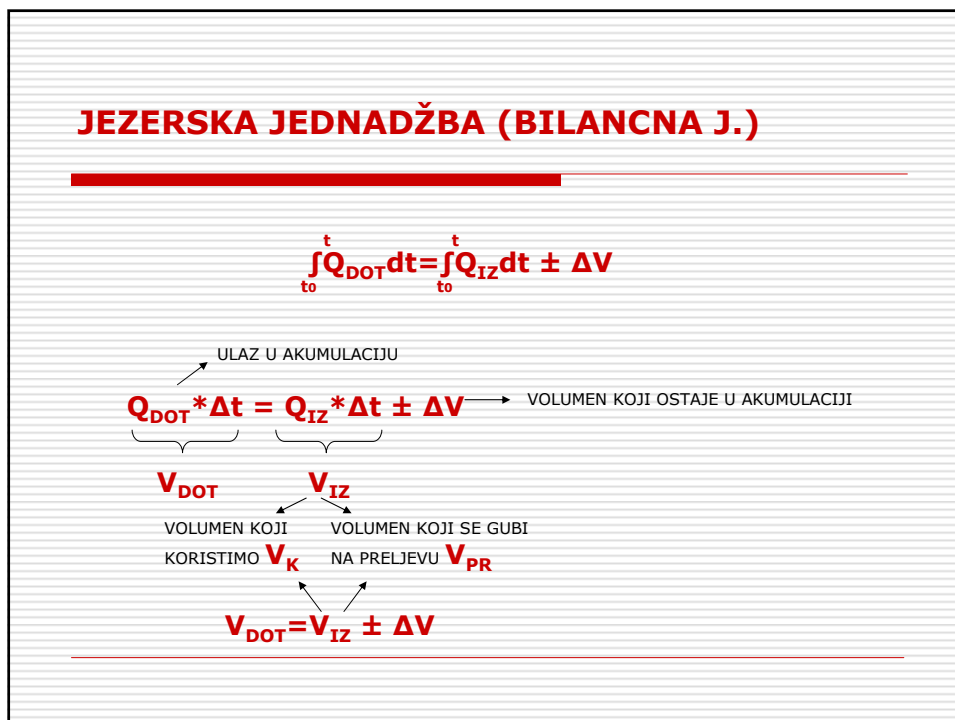 JEZERSKA JEDNADŽBA (BILANCNA J.)
t t
∫Q_DOT dt=∫Q_IZ dt ± ΔV
t0 t0
ULAZ U AKUMULACIJU
Q_DOT*Δt = Q_IZ*Δt ± ΔV
VOLUMEN KOJI OSTAJE U AKUMULACIJI
V_DOT V_IZ
VOLUMEN KOJI
KORISTIMO V_K
VOLUMEN KOJI SE GUBI
NA PRELJEVU V_PR
V_DOT=V_IZ ± ΔV